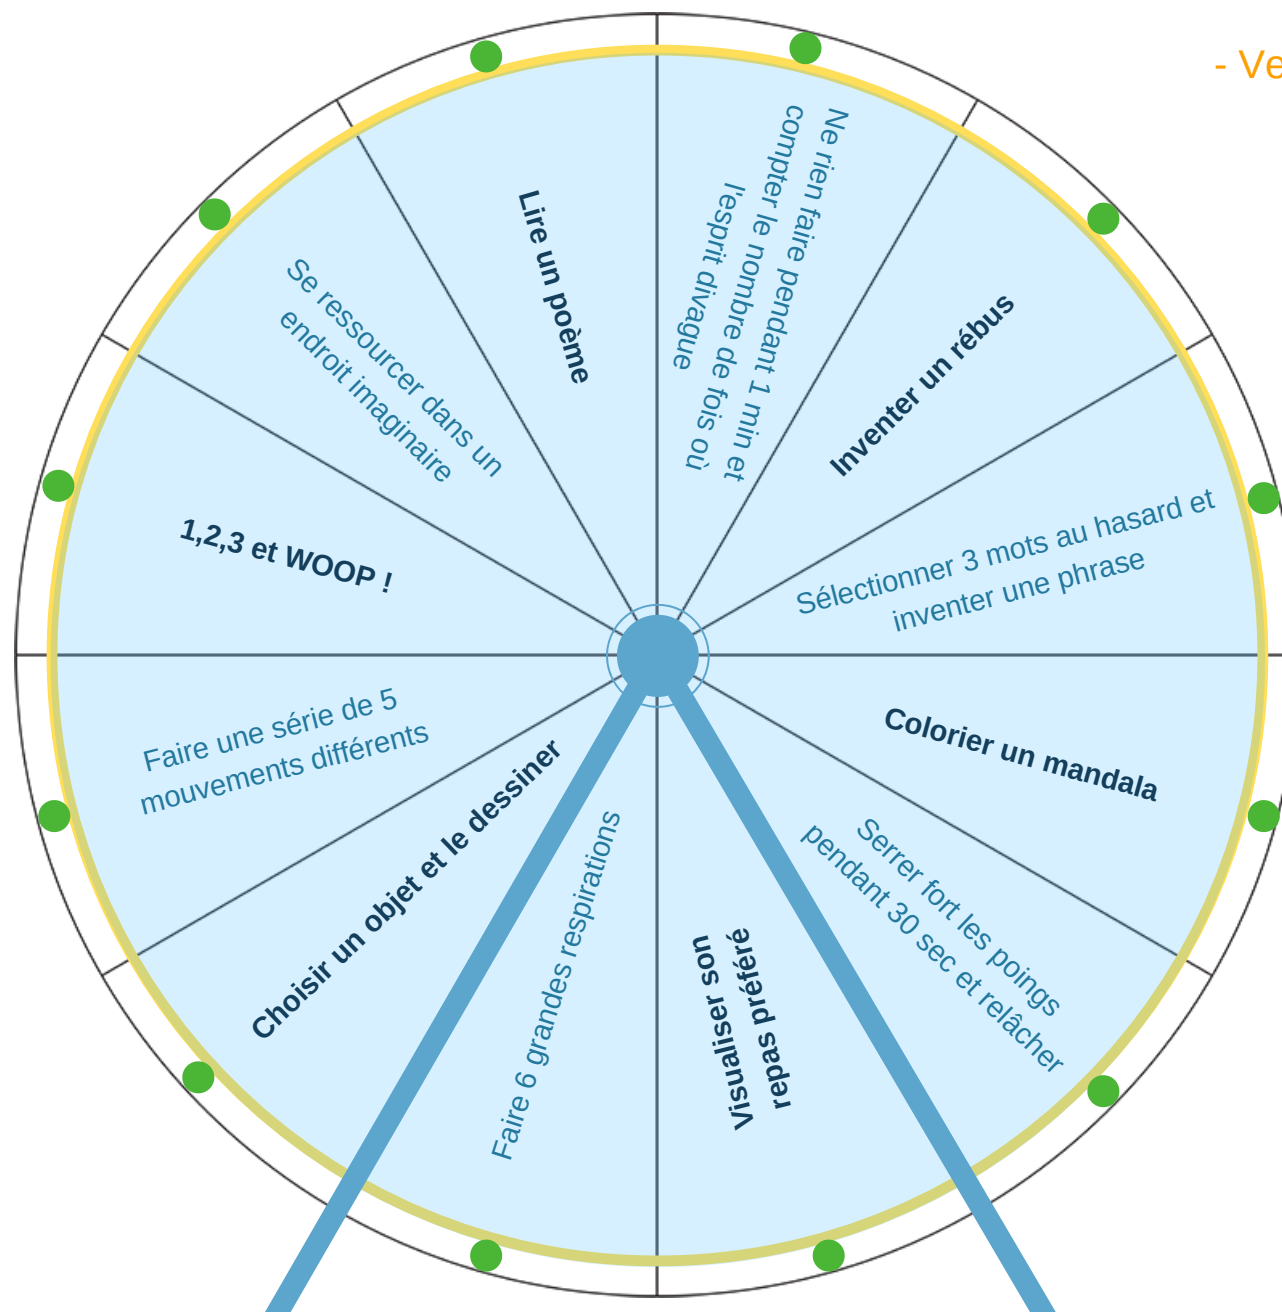 - Ve
Ne rien faire pendant 1 min et
compter le nombre de fois où
l'esprit divague
Inventer un rébus
Sélectionner 3 mots au hasard et
inventer une phrase
Colorier un mandala
Serrer fort les poings
pendant 30 sec et relâcher
Visualiser son
repas préféré
Faire 6 grandes respirations
Choisir un objet et le dessiner
Faire une série de 5
mouvements différents
1,2,3 et WOOP !
Se ressourcer dans un
endroit imaginaire
Lire un poème